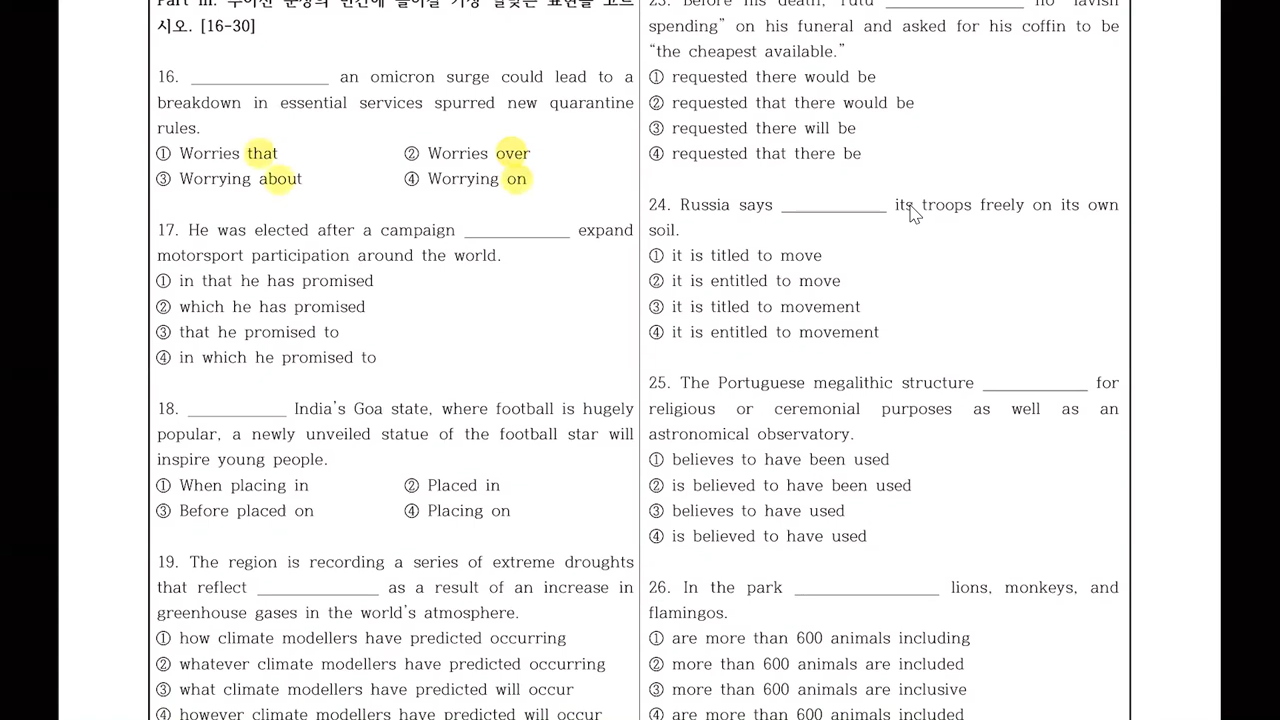 시오. [16-30]
16. ________________ an omicron surge could lead to a
breakdown in essential services spurred new quarantine
rules.
① Worries that ② Worries over
③ Worrying about ④ Worrying on
17. He was elected after a campaign ____________ expand
motorsport participation around the world.
① in that he has promised
② which he has promised
③ that he promised to
④ in which he promised to
18. ___________ India's Goa state, where football is hugely
popular, a newly unveiled statue of the football star will
inspire young people.
① When placing in ② Placed in
③ Before placed on ④ Placing on
19. The region is recording a series of extreme droughts
that reflect ______________ as a result of an increase in
greenhouse gases in the world's atmosphere.
① how climate modellers have predicted occurring
② whatever climate modellers have predicted occurring
③ what climate modellers have predicted will occur
④ however climate modellers have predicted will occur
23. Before his death, Tutu ________________ no "lavish
spending" on his funeral and asked for his coffin to be
"the cheapest available."
① requested there would be
② requested that there would be
③ requested there will be
④ requested that there be
24. Russia says ____________ its troops freely on its own
soil.
① it is titled to move
② it is entitled to move
③ it is titled to movement
④ it is entitled to movement
25. The Portuguese megalithic structure ____________ for
religious or ceremonial purposes as well as an
astronomical observatory.
① believes to have been used
② is believed to have been used
③ believes to have used
④ is believed to have used
26. In the park _________________ lions, monkeys, and
flamingos.
① are more than 600 animals including
② more than 600 animals are included
③ more than 600 animals are inclusive
④ are more than 600 animals included